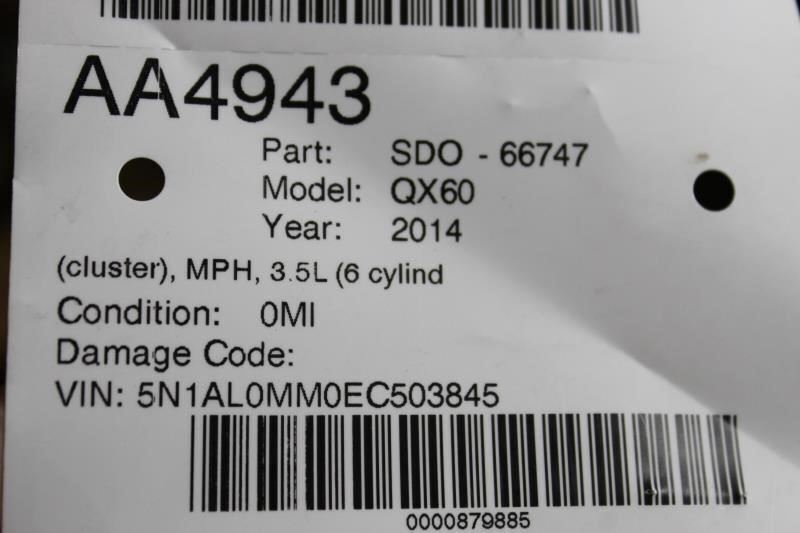 AA4943
Part: SDO - 66747
Model: QX60
Year: 2014
(cluster), MPH, 3.5L (6 cylind
Condition: 0MI
Damage Code:
VIN: 5N1AL0MM0EC503845
0000879885